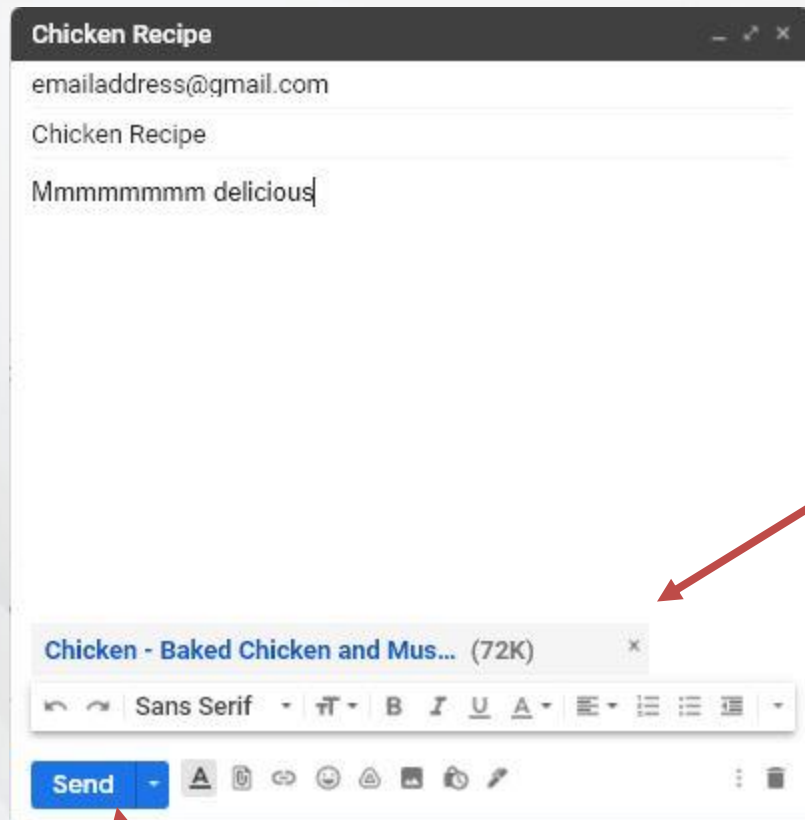 Chicken Recipe
emailaddress@gmail.com
Chicken Recipe
Mmmmmmmm delicious
Chicken - Baked Chicken and Mus... (72K)
Sans Serif
Send